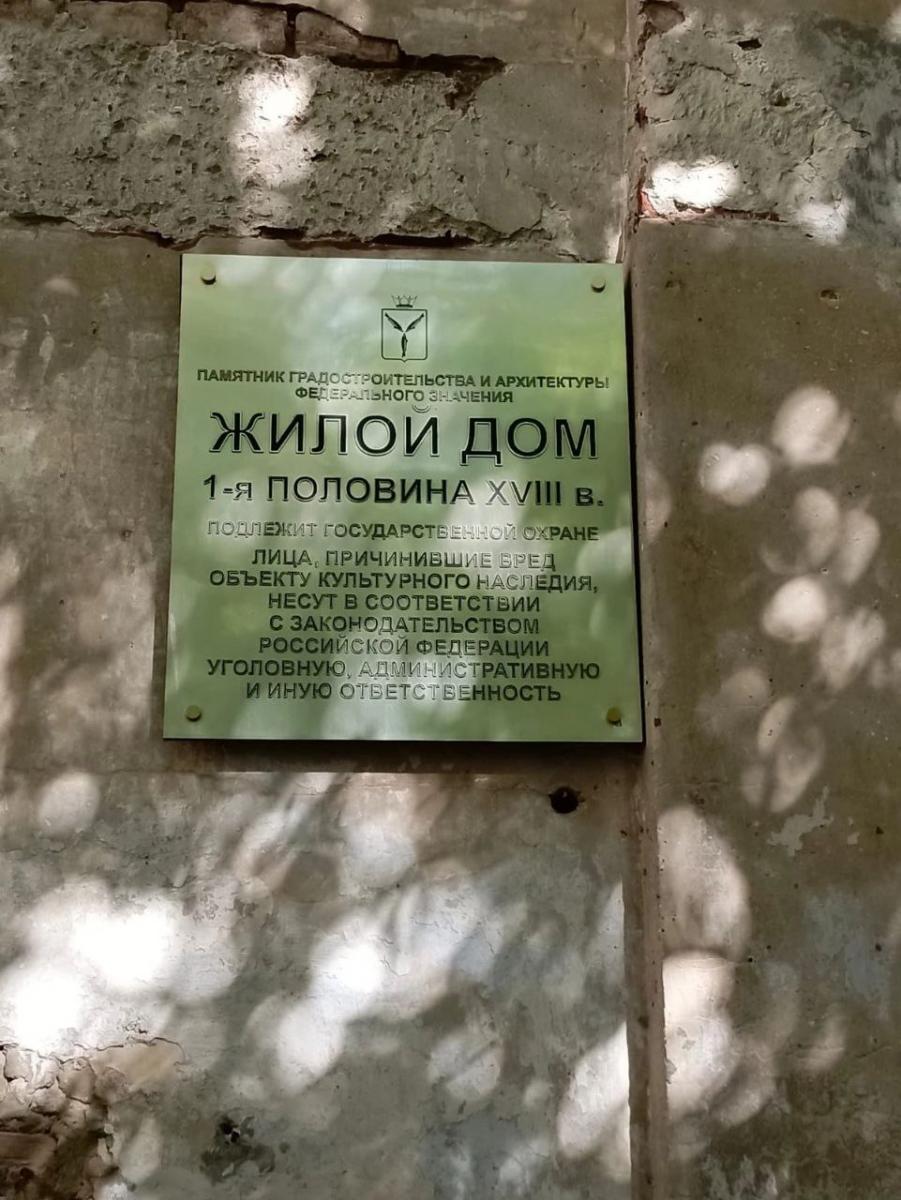 ПАМЯТНИК ГРАДОСТРОИТЕЛЬСТВА И АРХИТЕКТУРЫ
ФЕДЕРАЛЬНОГО ЗНАЧЕНИЯ
ЖИЛОЙ ДОМ
1-я ПОЛОВИНА XVIII в.
ПОДЛЕЖИТ ГОСУДАРСТВЕННОЙ ОХРАНЕ
ЛИЦА, ПРИЧИНИВШИЕ ВРЕД
ОБЪЕКТУ КУЛЬТУРНОГО НАСЛЕДИЯ,
НЕСУТ В СООТВЕТСТВИИ
С ЗАКОНОДАТЕЛЬСТВОМ
РОССИЙСКОЙ ФЕДЕРАЦИИ
УГОЛОВНУЮ, АДМИНИСТРАТИВНУЮ
И ИНУЮ ОТВЕТСТВЕННОСТЬ